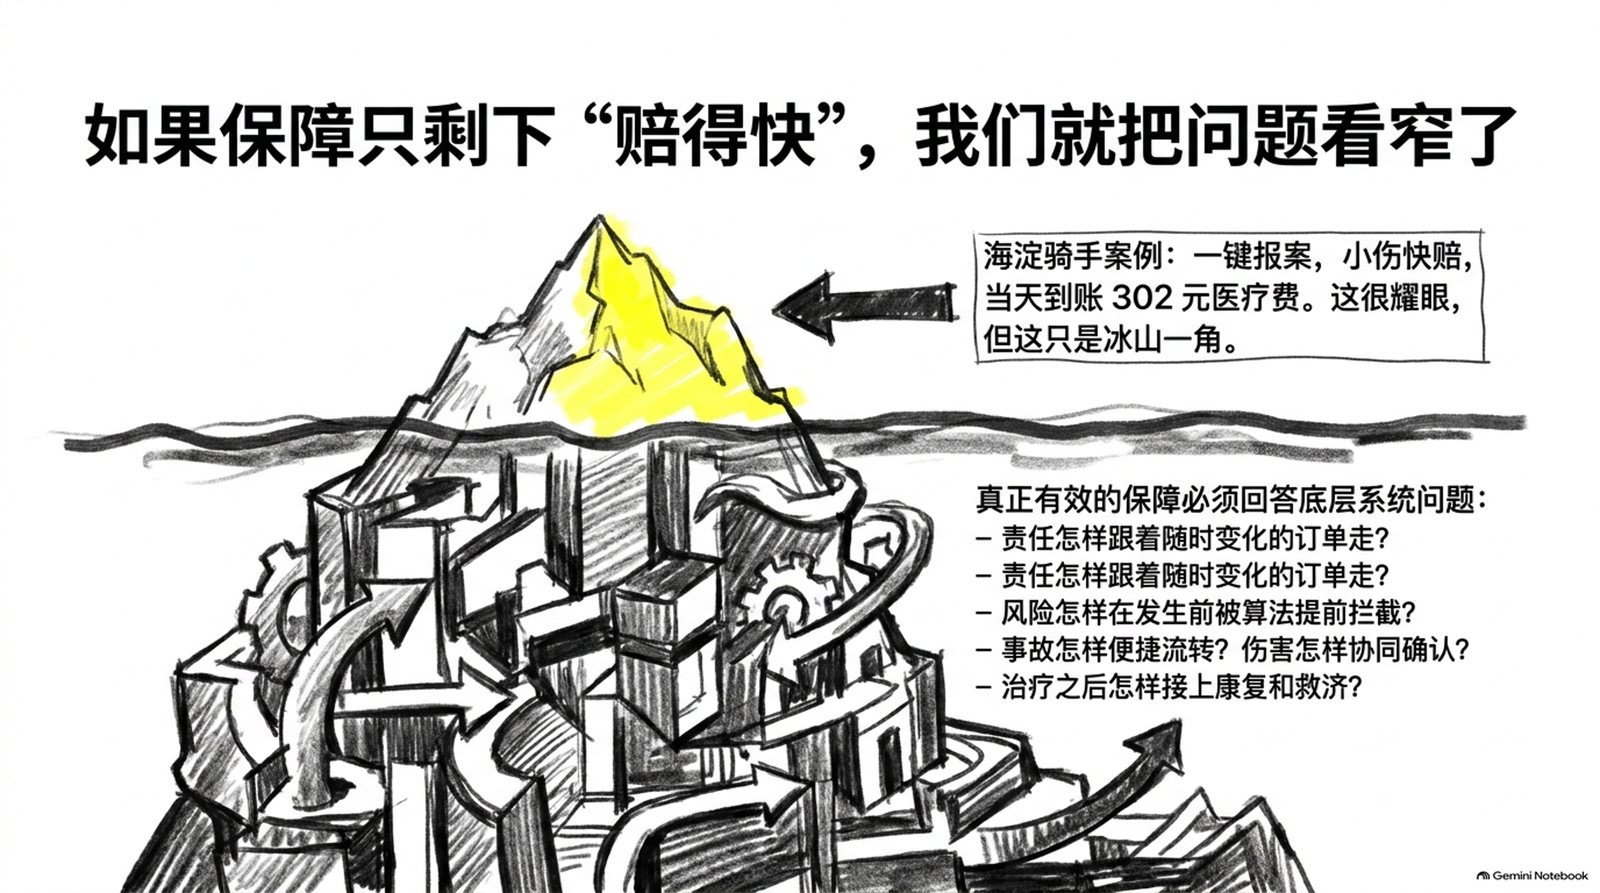 如果保障只剩下“赔得快”，我们就把问题看窄了
海淀骑手案例：一键报案，小伤快赔，
当天到账 302 元医疗费。这很耀眼，
但这只是冰山一角。
真正有效的保障必须回答底层系统问题：
– 责任怎样跟着随时变化的订单走？
– 责任怎样跟着随时变化的订单走？
– 风险怎样在发生前被算法提前拦截？
– 事故怎样便捷流转？伤害怎样协同确认？
– 治疗之后怎样接上康复和救济？
Gemini Notebook